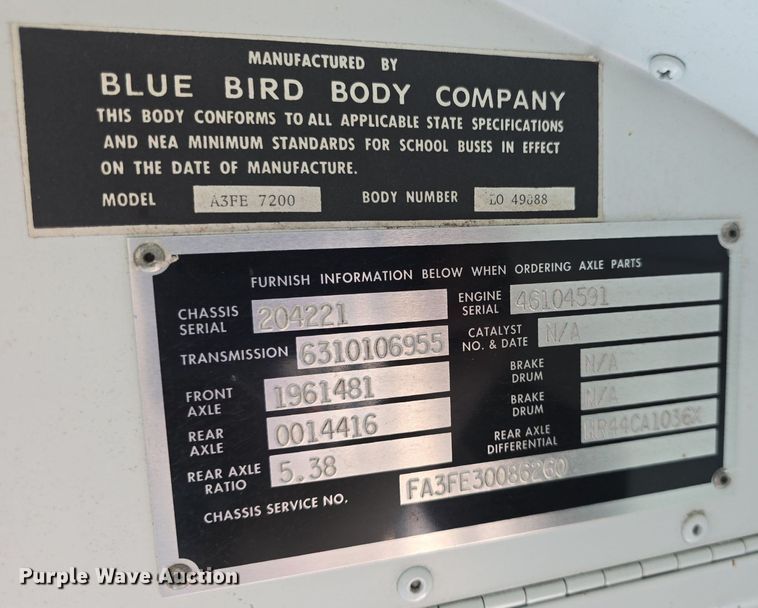 MANUFACTURED BY
BLUE BIRD BODY COMPANY
THIS BODY CONFORMS TO ALL APPLICABLE STATE SPECIFICATIONS
AND NEA MINIMUM STANDARDS FOR SCHOOL BUSES IN EFFECT
ON THE DATE OF MANUFACTURE.
MODEL A3FE 7200 BODY NUMBER
FURNISH INFORMATION BELOW WHEN ORDERING AXLE PARTS
CHASSIS SERIAL 204221 ENGINE SERIAL 46104591
TRANSMISSION 6310106955 CATALYST NO. & DATE N/A
FRONT AXLE 1961481 BRAKE DRUM N/A
REAR AXLE 0014416 BRAKE DRUM N/A
REAR AXLE RATIO 5.38 REAR AXLE DIFFERENTIAL
CHASSIS SERVICE NO.
Purple Wave Auction